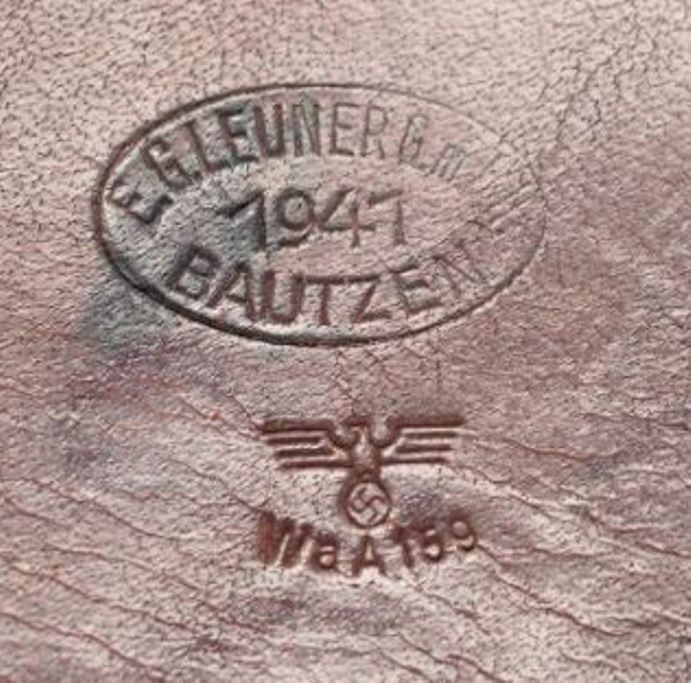 E.G.LEUNER G.m.
1941
BAUTZEN
WaA159